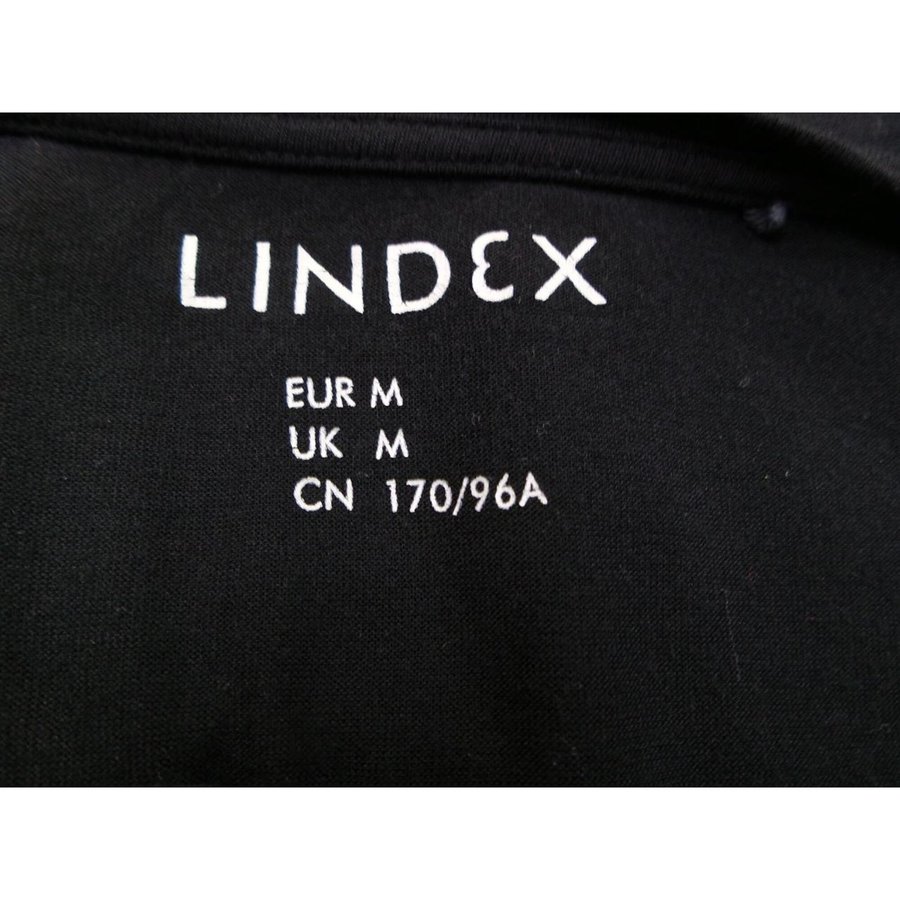 LINDEX
EUR M
UK M
CN 170/96A